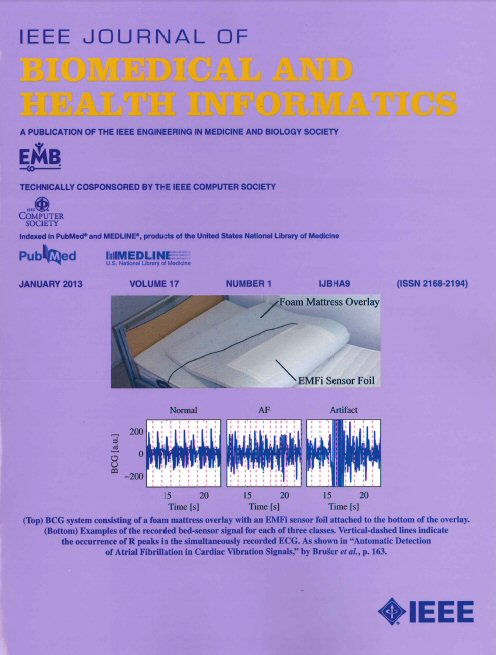 IEEE JOURNAL OF
BIOMEDICAL AND
HEALTH INFORMATICS
A PUBLICATION OF THE IEEE ENGINEERING IN MEDICINE AND BIOLOGY SOCIETY
EMB
TECHNICALLY COSPONSORED BY THE IEEE COMPUTER SOCIETY
IEEE
COMPUTER
SOCIETY
Indexed in PubMed® and MEDLINE®, products of the United States National Library of Medicine
PubMed MEDLINE
U.S. National Library of Medicine
JANUARY 2013 VOLUME 17 NUMBER 1 IJBHA9 (ISSN 2168-2194)
Foam Mattress Overlay
EMFi Sensor Foil
Normal AF Artifact
BCG [a.u.]
200
0
−200
15 20 15 20 15 20
Time [s] Time [s] Time [s]
(Top) BCG system consisting of a foam mattress overlay with an EMFi sensor foil attached to the bottom of the overlay.
(Bottom) Examples of the recorded bed-sensor signal for each of three classes. Vertical-dashed lines indicate
the occurrence of R peaks in the simultaneously recorded ECG. As shown in “Automatic Detection
of Atrial Fibrillation in Cardiac Vibration Signals,” by Brüser et al., p. 163.
IEEE